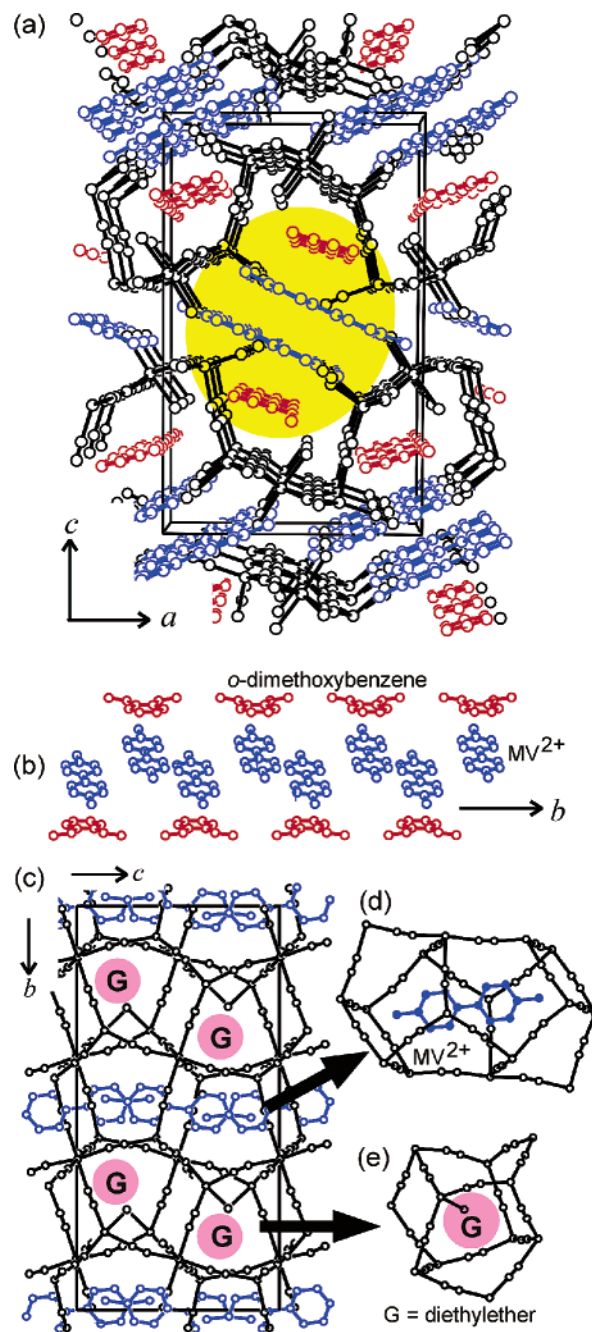 (a)
c
a
o-dimethoxybenzene
(b)
MV2+
b
(c)
c
b
G
G
G
G
(d)
MV2+
(e)
G
G = diethylether